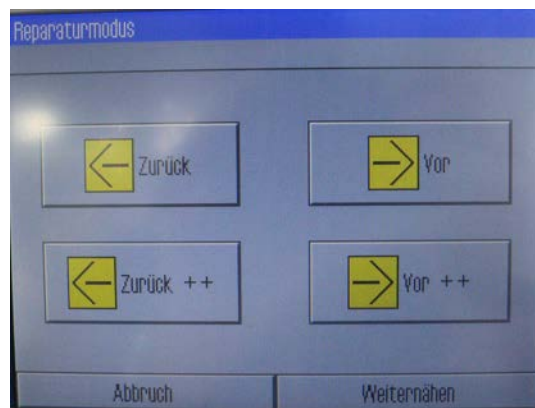 Reparaturmodus
Zurück
Vor
Zurück ++
Vor ++
Abbruch
Weiternähen